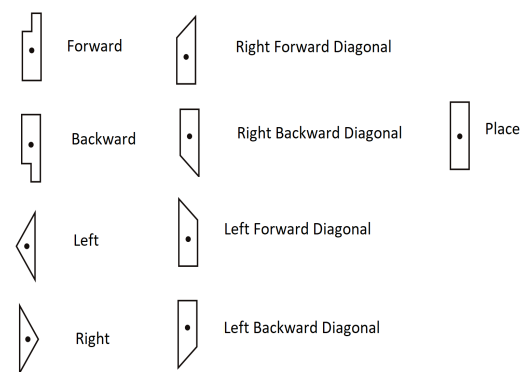 Forward
Backward
Left
Right
Right Forward Diagonal
Right Backward Diagonal
Left Forward Diagonal
Left Backward Diagonal
Place